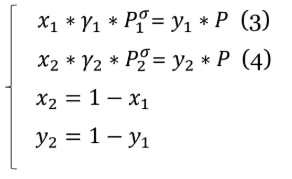 x₁ * γ₁ * P₁^σ = y₁ * P (3)
x₂ * γ₂ * P₂^σ = y₂ * P (4)
x₂ = 1 − x₁
y₂ = 1 − y₁